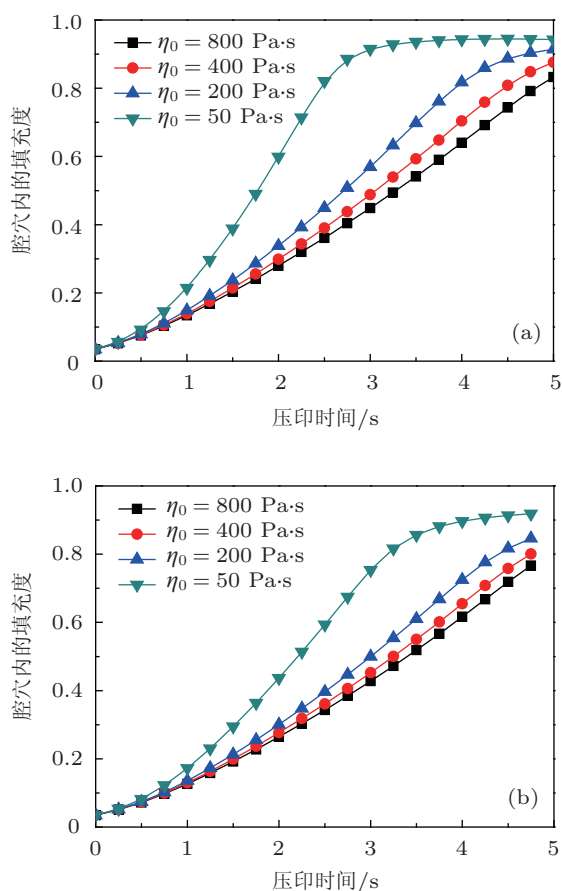 1.0
η₀ = 800 Pa·s
η₀ = 400 Pa·s
0.8
η₀ = 200 Pa·s
η₀ = 50 Pa·s
0.6
腔穴内的填充度
0.4
0.2
(a)
0
0 1 2 3 4 5
压印时间/s
1.0
η₀ = 800 Pa·s
η₀ = 400 Pa·s
0.8
η₀ = 200 Pa·s
η₀ = 50 Pa·s
0.6
腔穴内的填充度
0.4
0.2
(b)
0
0 1 2 3 4 5
压印时间/s